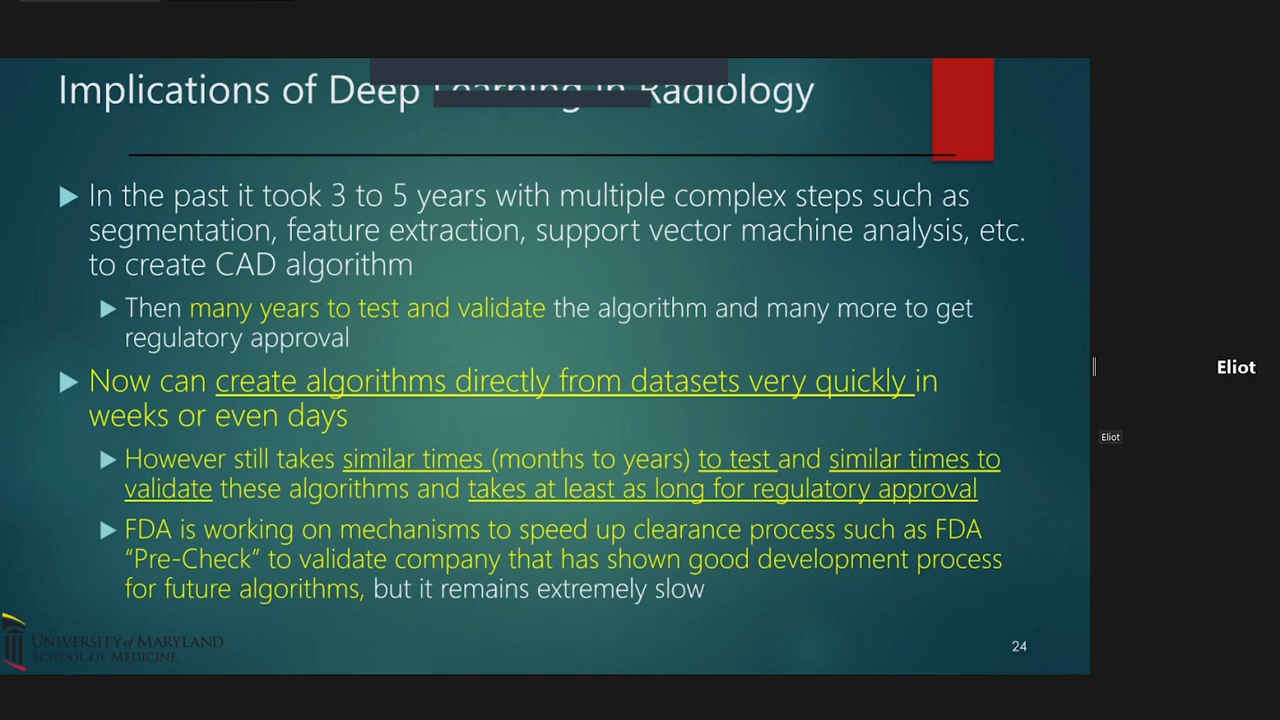 Implications of Deep Learning in Radiology
In the past it took 3 to 5 years with multiple complex steps such as
segmentation, feature extraction, support vector machine analysis, etc.
to create CAD algorithm
Then many years to test and validate the algorithm and many more to get
regulatory approval
Now can create algorithms directly from datasets very quickly in
weeks or even days
However still takes similar times (months to years) to test and similar times to
validate these algorithms and takes at least as long for regulatory approval
FDA is working on mechanisms to speed up clearance process such as FDA
“Pre-Check” to validate company that has shown good development process
for future algorithms, but it remains extremely slow
UNIVERSITY of MARYLAND
SCHOOL OF MEDICINE
24
Eliot
Eliot